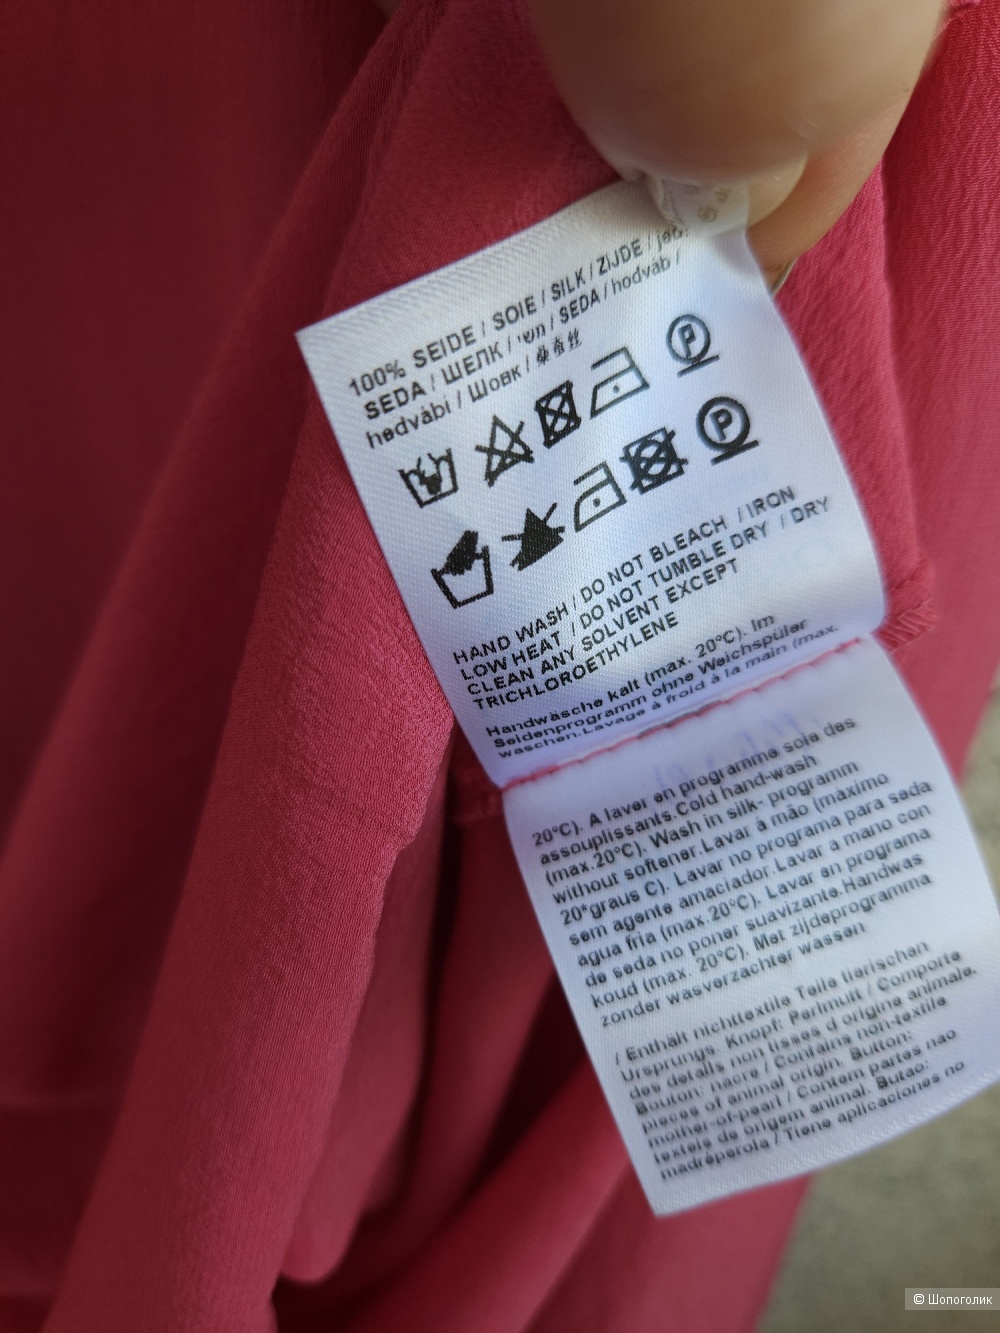 100% SEIDE / SOIE / SILK / ZIJDE /
SEDA / ШЕЛК / משי / SEDA / hodváb /
hedvábí / Шовк / 桑蚕丝
HAND WASH / DO NOT BLEACH / IRON
LOW HEAT / DO NOT TUMBLE DRY / DRY
CLEAN ANY SOLVENT EXCEPT
TRICHLOROETHYLENE
Handwäsche kalt (max. 20°C). Im
Seidenprogramm ohne Weichspüler
waschen.Lavage à froid à la main (max.
20°C). A laver en programme soie des
assouplissants.Cold hand-wash
(max.20°C). Wash in silk- programm
without softener.Lavar à mão (màximo
20°graus C). Lavar no programa para seda
sem agente amaciador.Lavar a mano con
agua fria (max.20°C). Lavar en programa
de seda no poner suavizante.Handwas
koud (max. 20°C). Met zijdeprogramma
zonder wasverzachter wassen
/ Enthält nichttextile Teile tierischen
Ursprungs. Knopf: Perlmutt / Comporte
des details non tisses d'origine animale.
Bouton: nacre / Contains non-textile
pieces of animal origin. Button:
mother-of-pearl / Contem partes nao
texteis de origem animal. Butao:
madréperola / Tiene aplicaciones no
© Шопоголик